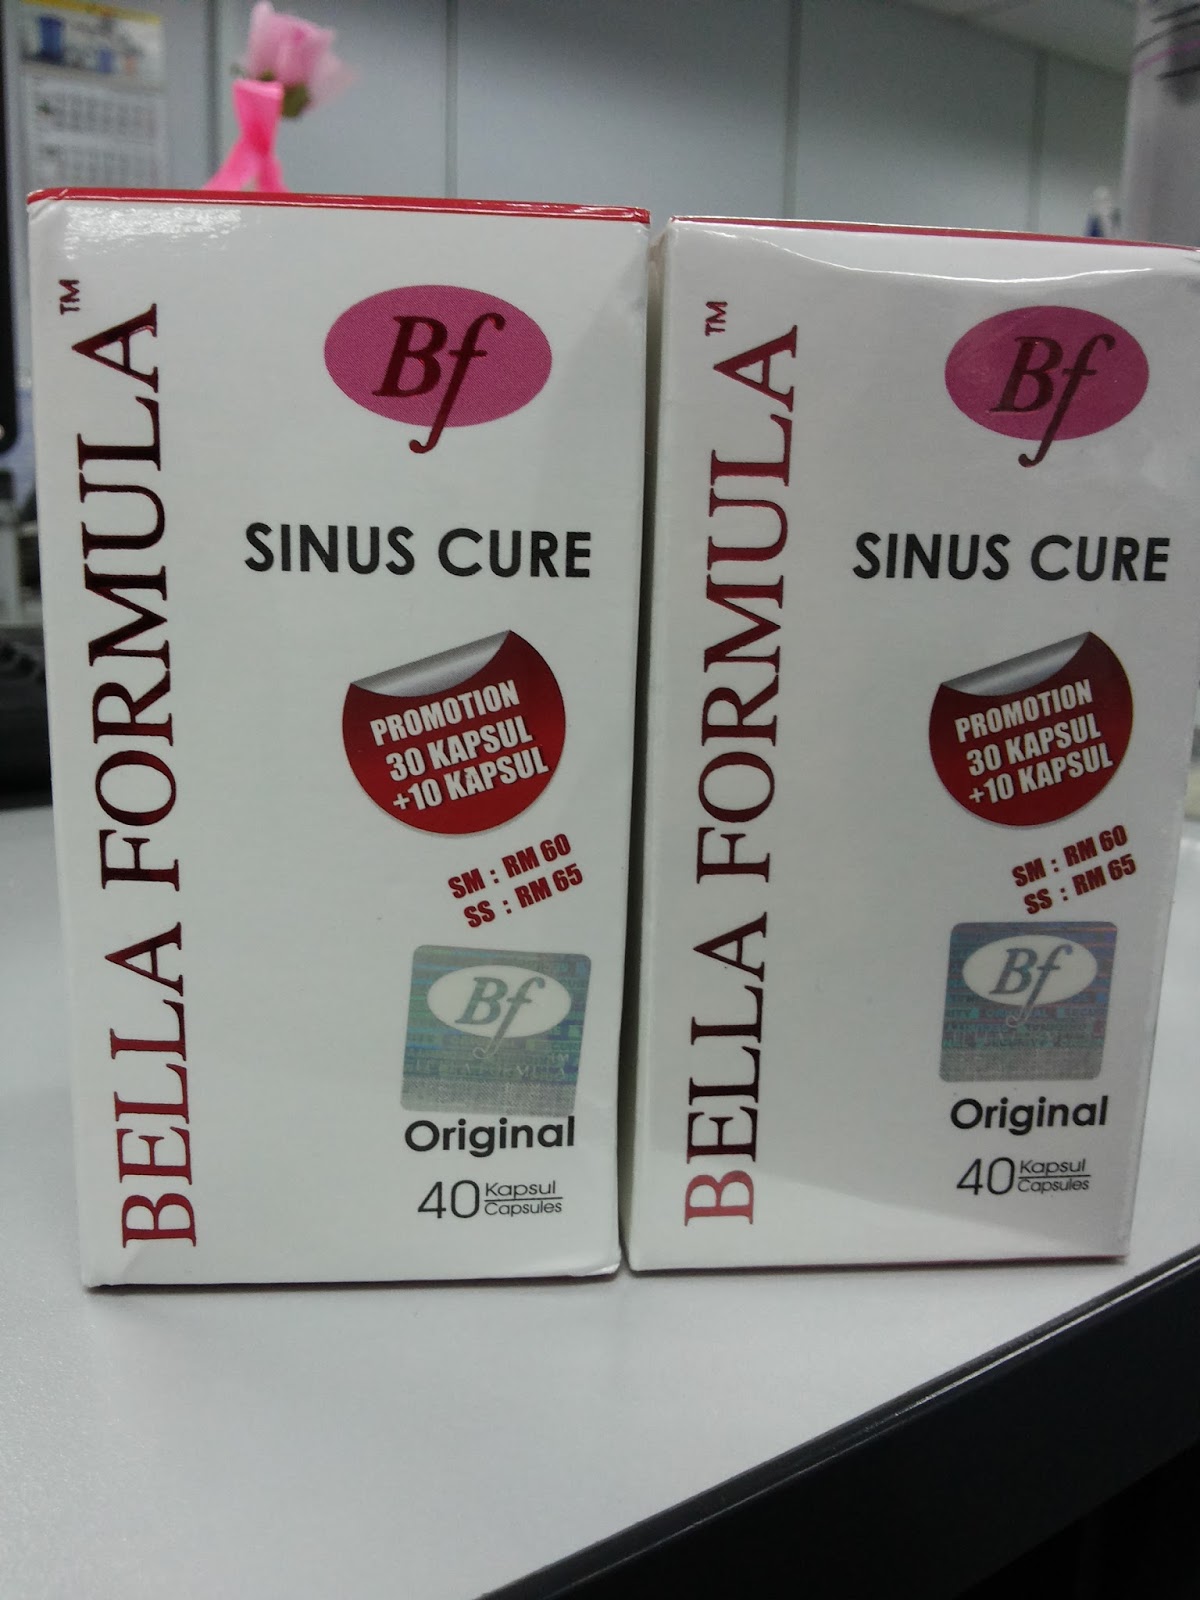 BELLA FORMULA™
Bf
SINUS CURE
PROMOTION
30 KAPSUL
+10 KAPSUL
SM : RM 60
SS : RM 65
Bf
Original
40 Kapsul
Capsules
BELLA FORMULA™
Bf
SINUS CURE
PROMOTION
30 KAPSUL
+10 KAPSUL
SM : RM 60
SS : RM 65
Bf
Original
40 Kapsul
Capsules